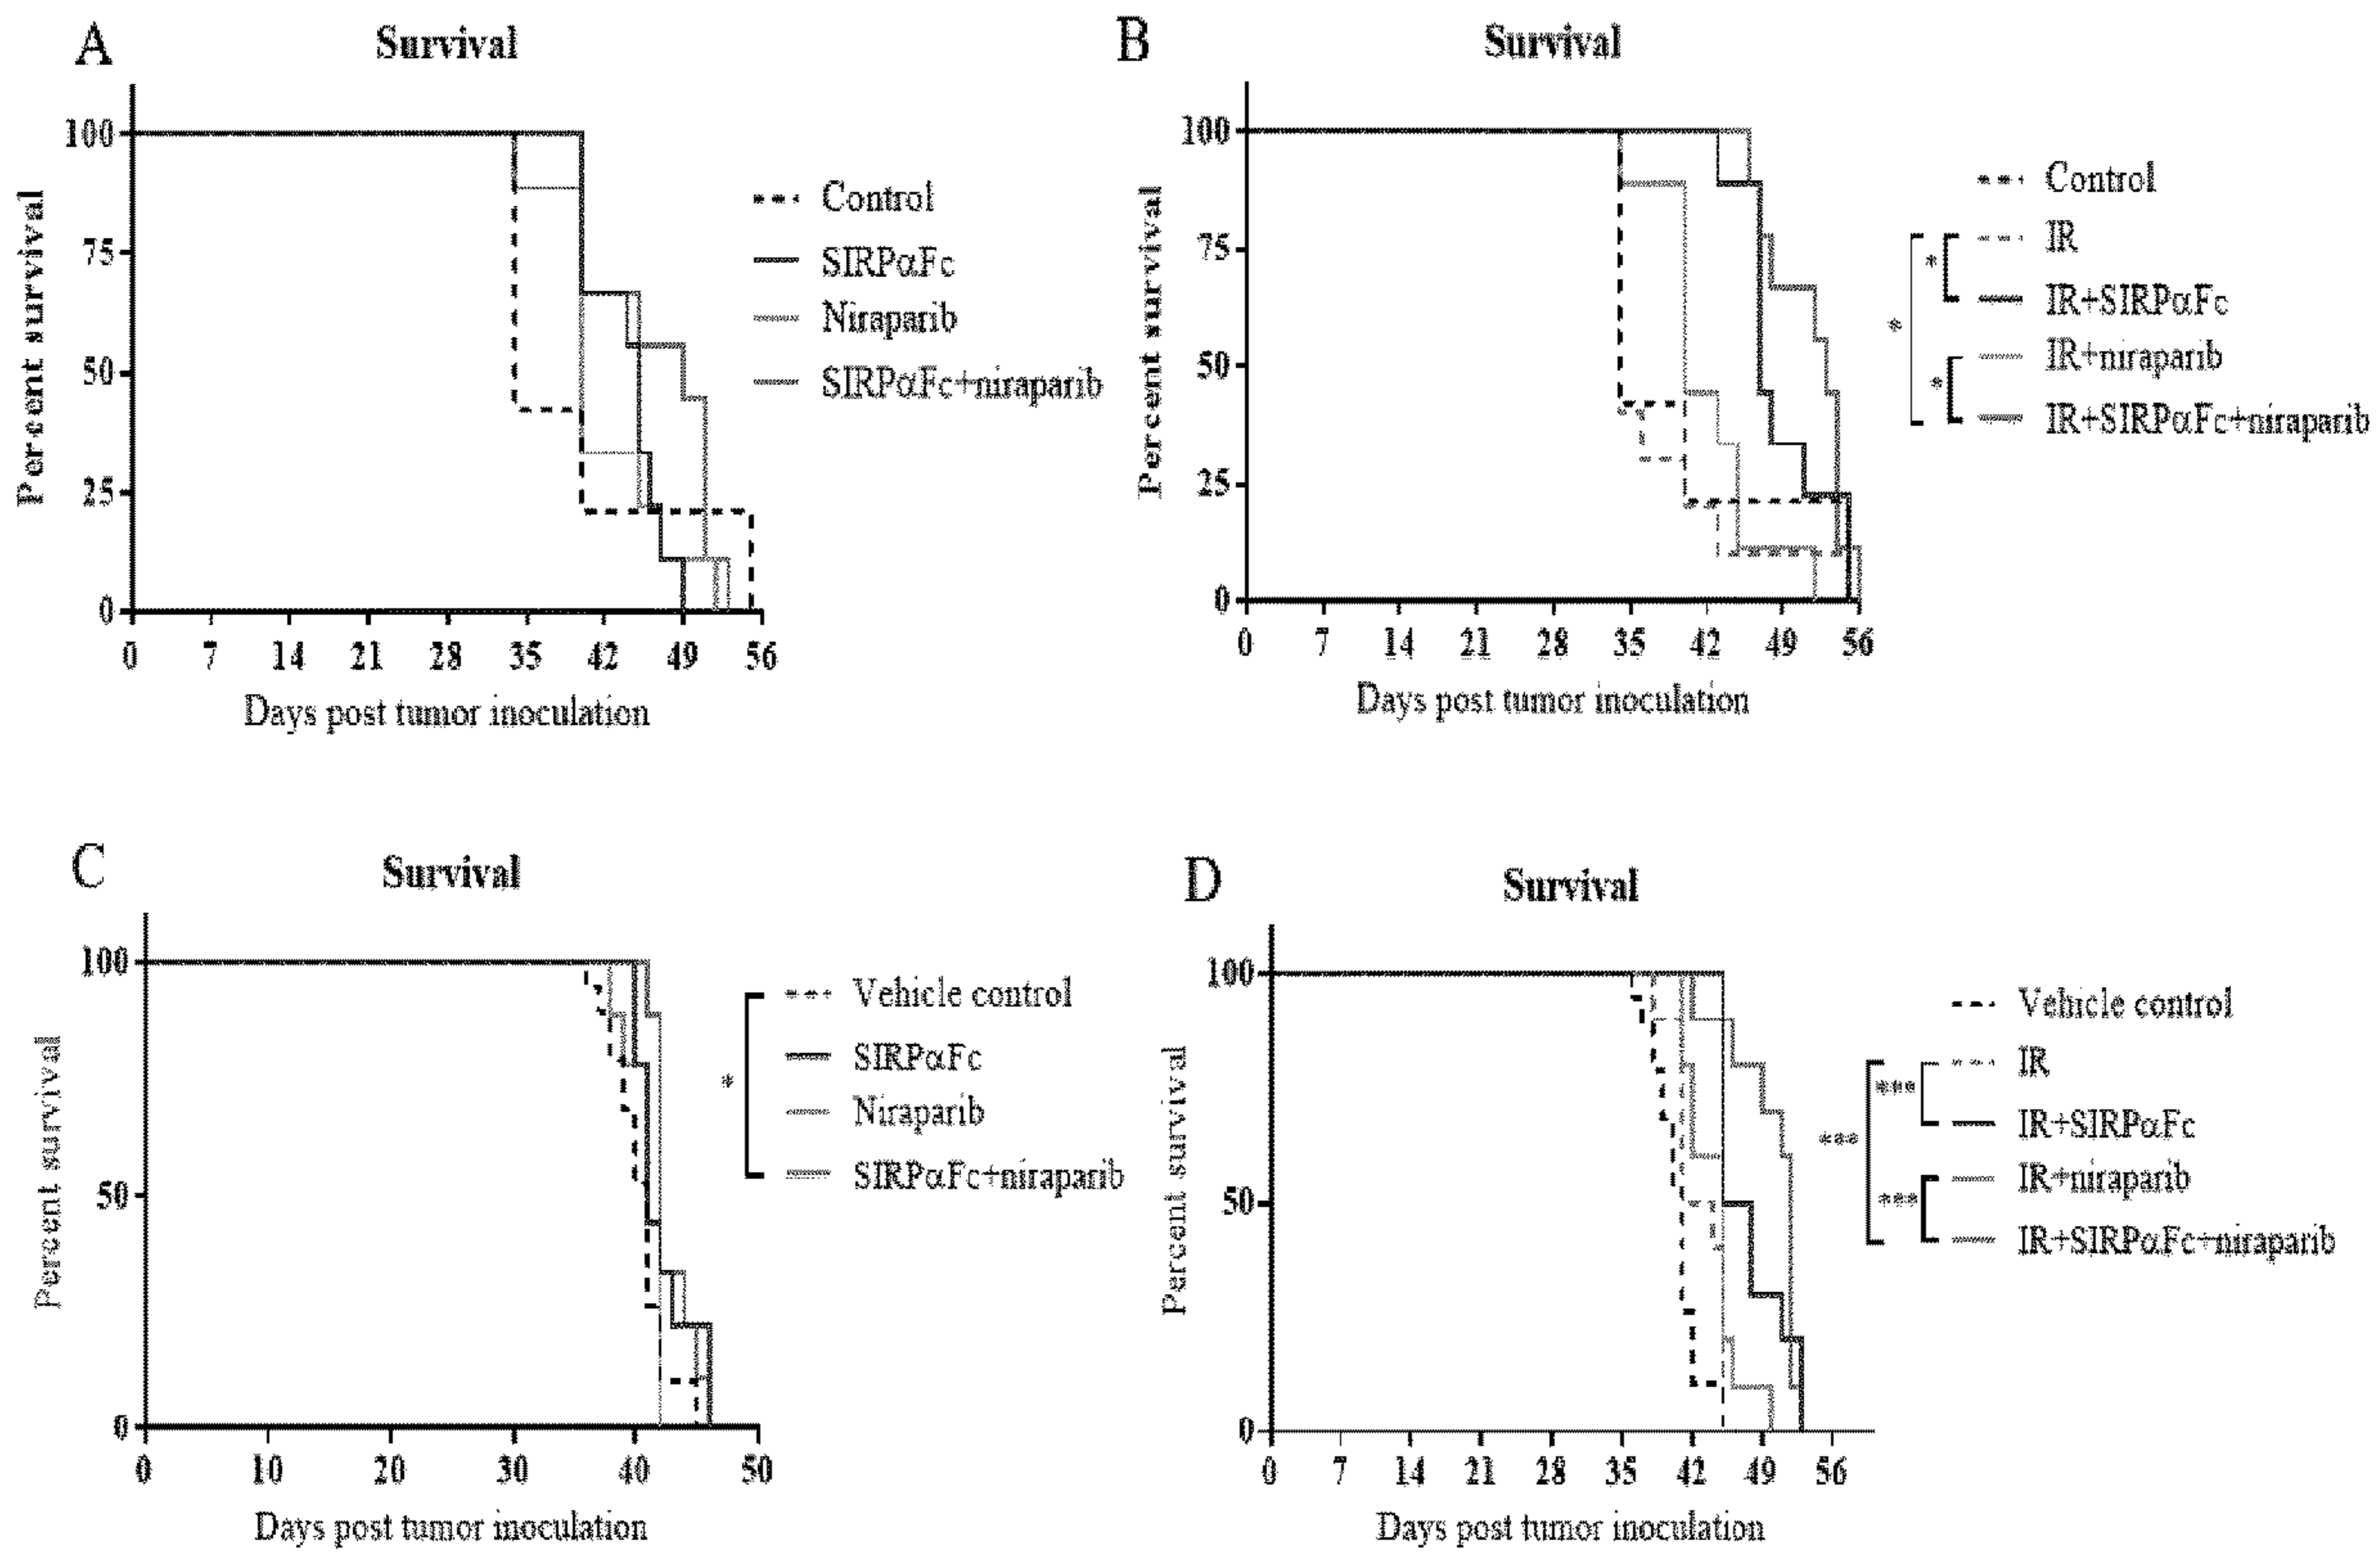 A
Survival
Percent survival
100
75
50
25
0
0 7 14 21 28 35 42 49 56
Days post tumor inoculation
Control
SIRPαFc
Niraparib
SIRPαFc+niraparib
B
Survival
Percent survival
100
75
50
25
0
0 7 14 21 28 35 42 49 56
Days post tumor inoculation
Control
IR
IR+SIRPαFc
IR+niraparib
IR+SIRPαFc+niraparib
*
*
*
C
Survival
Percent survival
100
50
0
0 10 20 30 40 50
Days post tumor inoculation
Vehicle control
SIRPαFc
Niraparib
SIRPαFc+niraparib
*
D
Survival
Percent survival
100
50
0
0 7 14 21 28 35 42 49 56
Days post tumor inoculation
Vehicle control
IR
IR+SIRPαFc
IR+niraparib
IR+SIRPαFc+niraparib
***
***
***